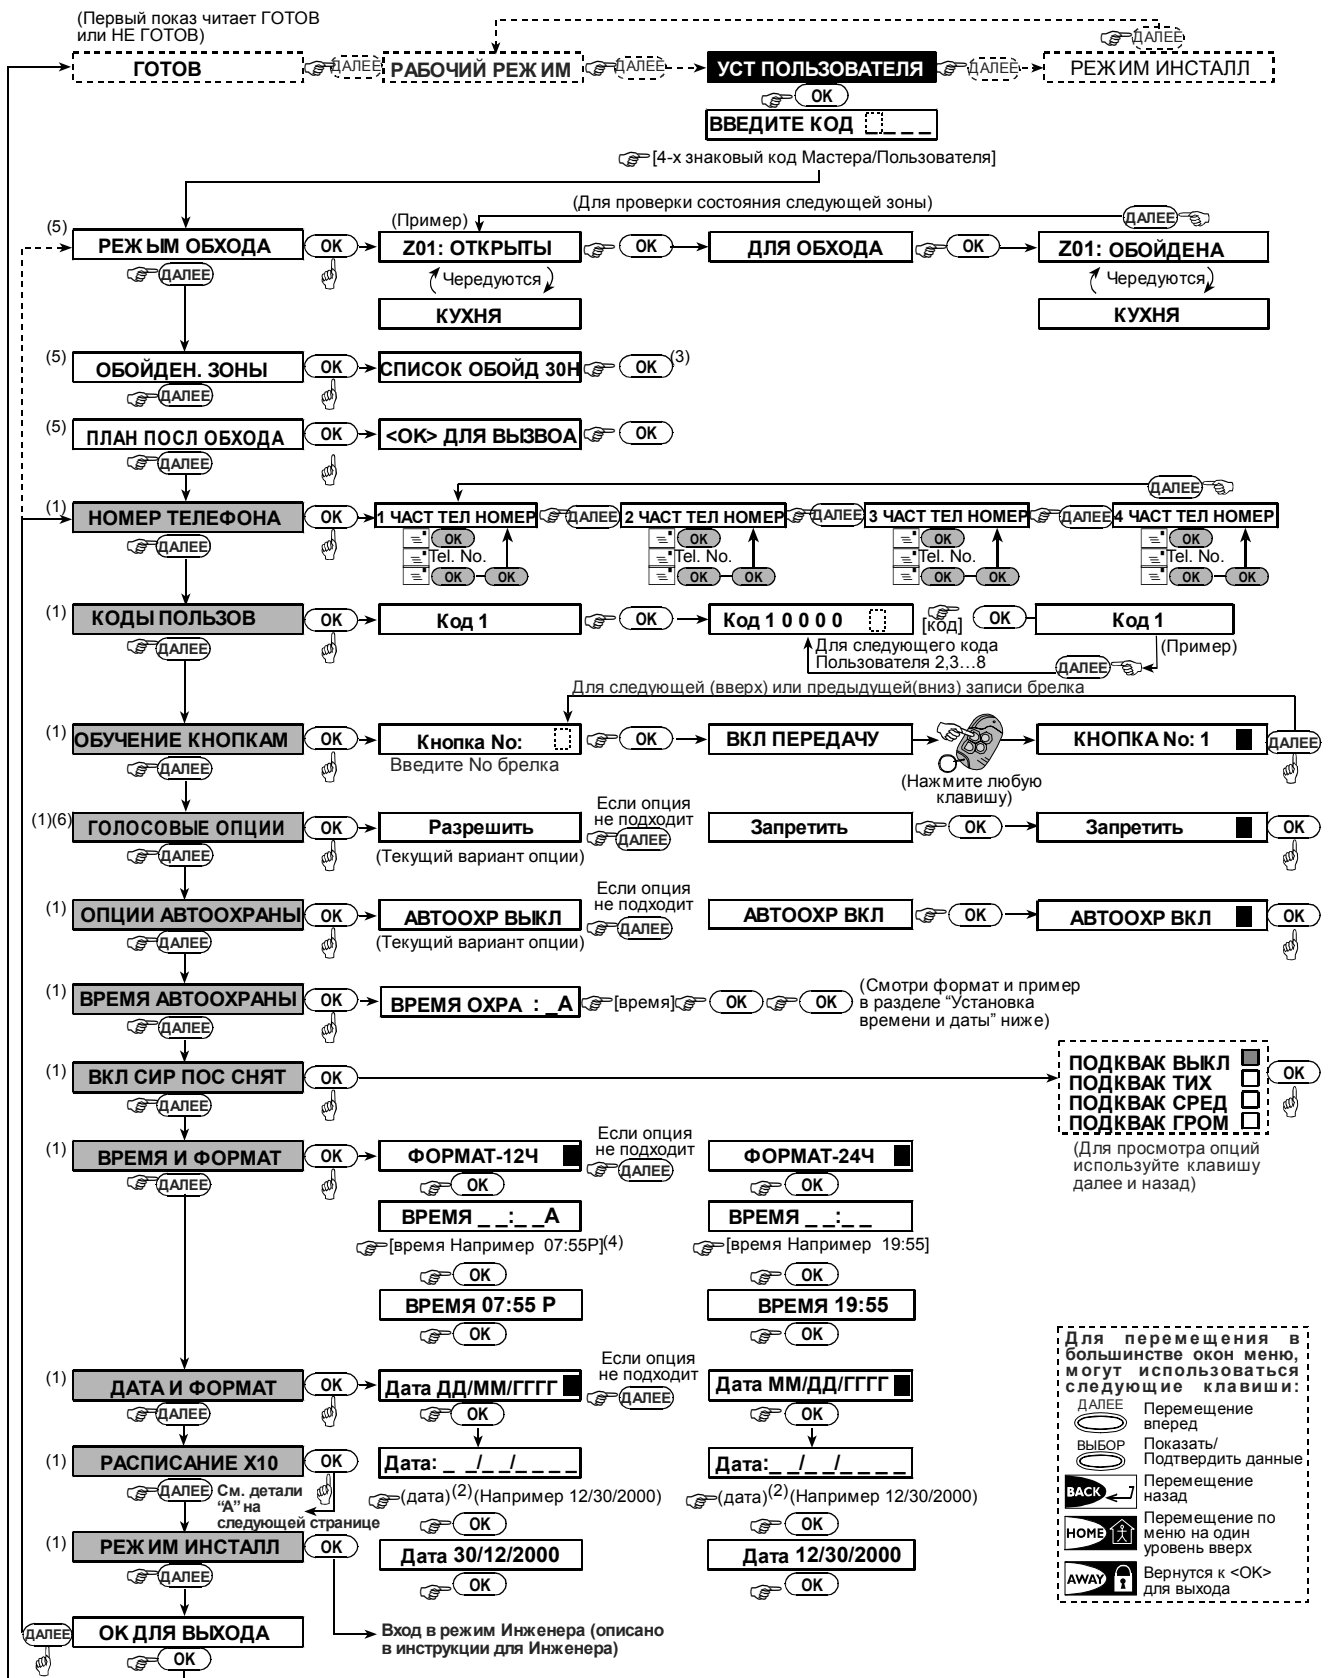 (Первый показ читает ГОТОВ
или НЕ ГОТОВ)
ГОТОВ ДАЛЕЕ РАБОЧИЙ РЕЖИМ ДАЛЕЕ УСТ ПОЛЬЗОВАТЕЛЯ ДАЛЕЕ РЕЖИМ ИНСТАЛЛ
ДАЛЕЕ
OK
ВВЕДИТЕ КОД _ _ _
[4-х знаковый код Мастера/Пользователя]
(Для проверки состояния следующей зоны)
(Пример) ДАЛЕЕ
(5) РЕЖЫМ ОБХОДА OK Z01: ОТКРЫТЫ OK ДЛЯ ОБХОДА OK Z01: ОБОЙДЕНА
ДАЛЕЕ Чередуются Чередуются
КУХНЯ КУХНЯ
(5) ОБОЙДЕН. ЗОНЫ OK СПИСОК ОБОЙД 30Н OK (3)
ДАЛЕЕ
(5) ПЛАН ПОСЛ ОБХОДА OK <OK> ДЛЯ ВЫЗВОА OK
ДАЛЕЕ
ДАЛЕЕ
(1) НОМЕР ТЕЛЕФОНА OK 1 ЧАСТ ТЕЛ НОМЕР ДАЛЕЕ 2 ЧАСТ ТЕЛ НОМЕР ДАЛЕЕ 3 ЧАСТ ТЕЛ НОМЕР ДАЛЕЕ 4 ЧАСТ ТЕЛ НОМЕР
ДАЛЕЕ OK OK OK OK
Tel. No. Tel. No. Tel. No. Tel. No.
OK OK OK OK OK OK OK OK
(1) КОДЫ ПОЛЬЗОВ OK Код 1 OK Код 1 0 0 0 0 [код] OK Код 1
ДАЛЕЕ Для следующего кода
Пользователя 2,3…8 ДАЛЕЕ (Пример)
Для следующей (вверх) или предыдущей(вниз) записи брелка
(1) ОБУЧЕНИЕ КНОПКАМ OK Кнопка No: OK ВКЛ ПЕРЕДАЧУ КНОПКА No: 1 ДАЛЕЕ
ДАЛЕЕ Введите No брелка (Нажмите любую
клавишу)
(1)(6) ГОЛОСОВЫЕ ОПЦИИ OK Разрешить Если опция
не подходит
ДАЛЕЕ Запретить OK Запретить OK
ДАЛЕЕ (Текущий вариант опции)
(1) ОПЦИИ АВТООХРАНЫ OK АВТООХР ВЫКЛ Если опция
не подходит
ДАЛЕЕ АВТООХР ВКЛ OK АВТООХР ВКЛ OK
ДАЛЕЕ (Текущий вариант опции)
(1) ВРЕМЯ АВТООХРАНЫ OK ВРЕМЯ ОХРА : _A [время] OK OK (Смотри формат и пример
в разделе “Установка
времени и даты” ниже)
ДАЛЕЕ
(1) ВКЛ СИР ПОС СНЯТ OK
ДАЛЕЕ
ПОДКВАК ВЫКЛ
ПОДКВАК ТИХ
ПОДКВАК СРЕД
ПОДКВАК ГРОМ
OK
(Для просмотра опций
используйте клавишу
далее и назад)
(1) ВРЕМЯ И ФОРМАТ OK ФОРМАТ-12Ч Если опция
не подходит
ДАЛЕЕ ФОРМАТ-24Ч
ДАЛЕЕ OK OK
ВРЕМЯ _ _:_ _A ВРЕМЯ _ _:_ _
[время Например 07:55P](4) [время Например 19:55]
OK OK
ВРЕМЯ 07:55 P ВРЕМЯ 19:55
OK OK
(1) ДАТА И ФОРМАТ OK Дата ДД/ММ/ГГГГ Если опция
не подходит
ДАЛЕЕ Дата ММ/ДД/ГГГГ
ДАЛЕЕ OK OK
(1) РАСПИСАНИЕ X10 OK Дата: _ _/_ _/_ _ _ _ Дата:_ _/_ _/_ _ _ _
ДАЛЕЕ См. детали
“A” на
следующей странице
(дата)(2)(Например 12/30/2000) (дата)(2)(Например 12/30/2000)
OK OK
(1) РЕЖИМ ИНСТАЛЛ OK Дата 30/12/2000 Дата 12/30/2000
ДАЛЕЕ OK OK
ДАЛЕЕ ОК ДЛЯ ВЫХОДА Вход в режим Инженера (описано
в инструкции для Инженера)
OK
Для перемещения в
большинстве окон меню,
могут использоваться
следующие клавиши:
ДАЛЕЕ Перемещение
вперед
ВЫБОР Показать/
Подтвердить данные
BACK Перемещение
назад
HOME Перемещение по
меню на один
уровень вверх
AWAY Вернутся к <OK>
для выхода